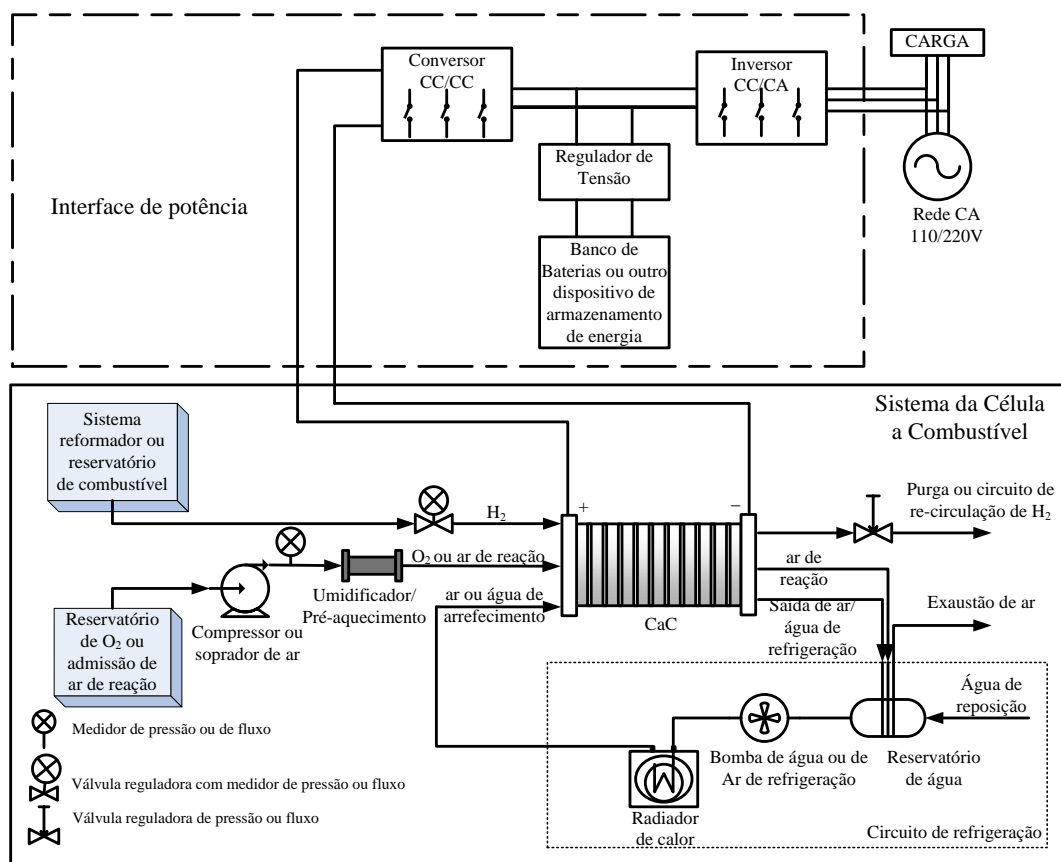 Conversor
CC/CC
Inversor
CC/CA
CARGA
Regulador de
Tensão
Rede CA
110/220V
Interface de potência
Banco de
Baterias ou outro
dispositivo de
armazenamento
de energia
Sistema da Célula
a Combustível
Sistema
reformador ou
reservatório
de combustível
H2
+
−
Purga ou circuito de
re-circulação de H2
O2 ou ar de reação
ar de
reação
Umidificador/
Pré-aquecimento
ar ou água de
arrefecimento
CaC
Saída de ar/
água de
refrigeração
Exaustão de ar
Compressor ou
soprador de ar
Reservatório
de O2 ou
admissão de
ar de reação
Água de
reposição
Medidor de pressão ou de fluxo
Bomba de água ou de
Ar de refrigeração
Reservatório
de água
Válvula reguladora com medidor de pressão ou fluxo
Válvula reguladora de pressão ou fluxo
Radiador
de calor
Circuito de refrigeração